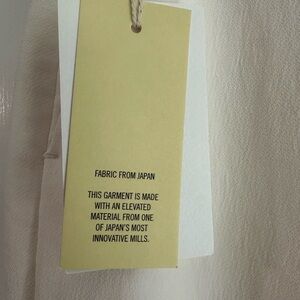 FABRIC FROM JAPAN
THIS GARMENT IS MADE
WITH AN ELEVATED
MATERIAL FROM ONE
OF JAPAN'S MOST
INNOVATIVE MILLS.